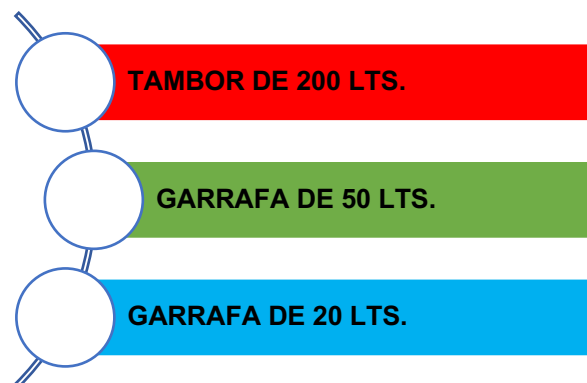 TAMBOR DE 200 LTS.
GARRAFA DE 50 LTS.
GARRAFA DE 20 LTS.